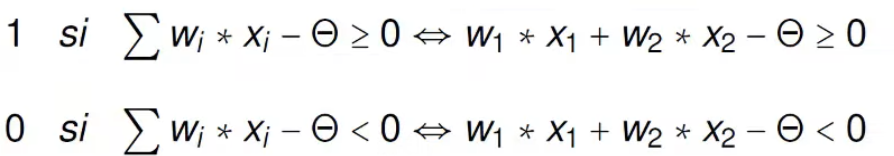 1 si ∑ wᵢ * xᵢ − Θ ≥ 0 ⇔ w₁ * x₁ + w₂ * x₂ − Θ ≥ 0
0 si ∑ wᵢ * xᵢ − Θ < 0 ⇔ w₁ * x₁ + w₂ * x₂ − Θ < 0